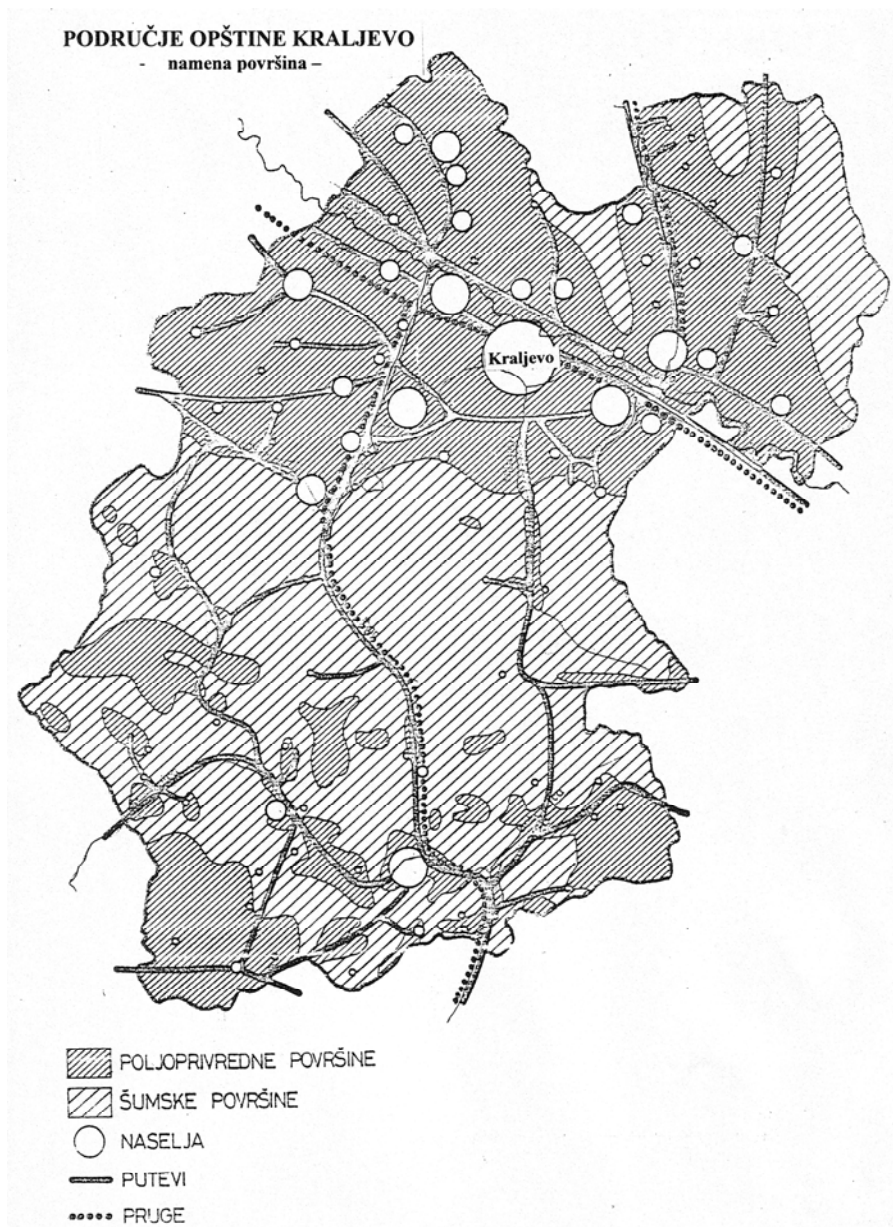 PODRUČJE OPŠTINE KRALJEVO
- namena površina –
Kraljevo
POLJOPRIVREDNE POVRŠINE
ŠUMSKE POVRŠINE
NASELJA
PUTEVI
PRUGE